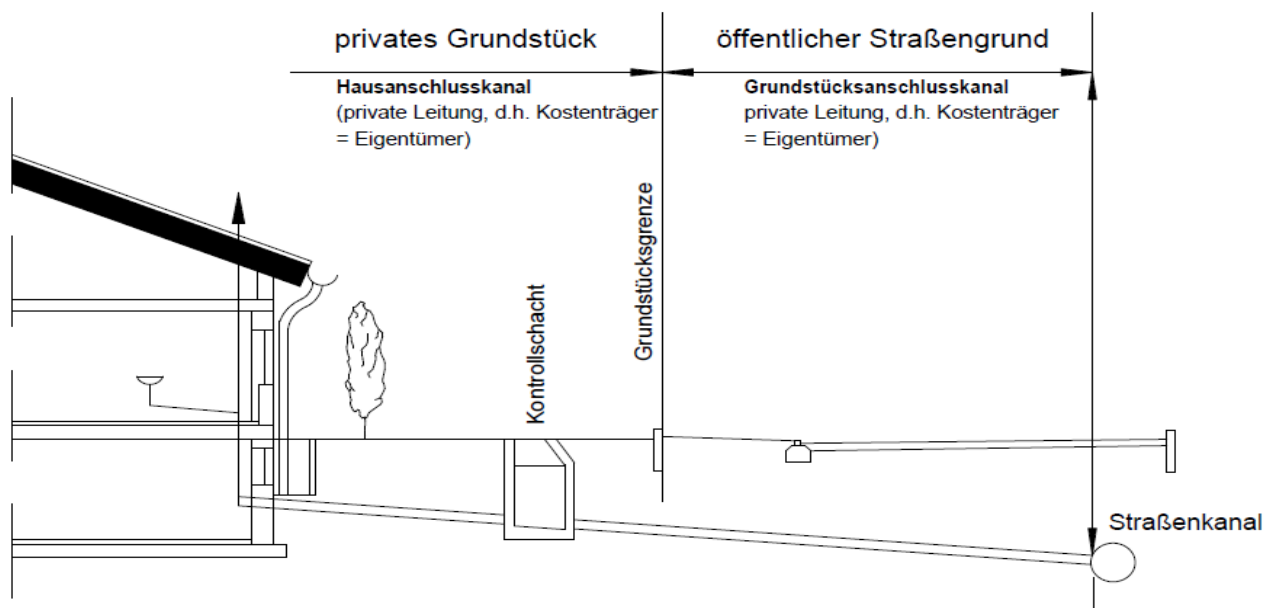 privates Grundstück
öffentlicher Straßengrund
Hausanschlusskanal
(private Leitung, d.h. Kostenträger
= Eigentümer)
Grundstücksanschlusskanal
private Leitung, d.h. Kostenträger
= Eigentümer)
Grundstücksgrenze
Kontrollschacht
Straßenkanal